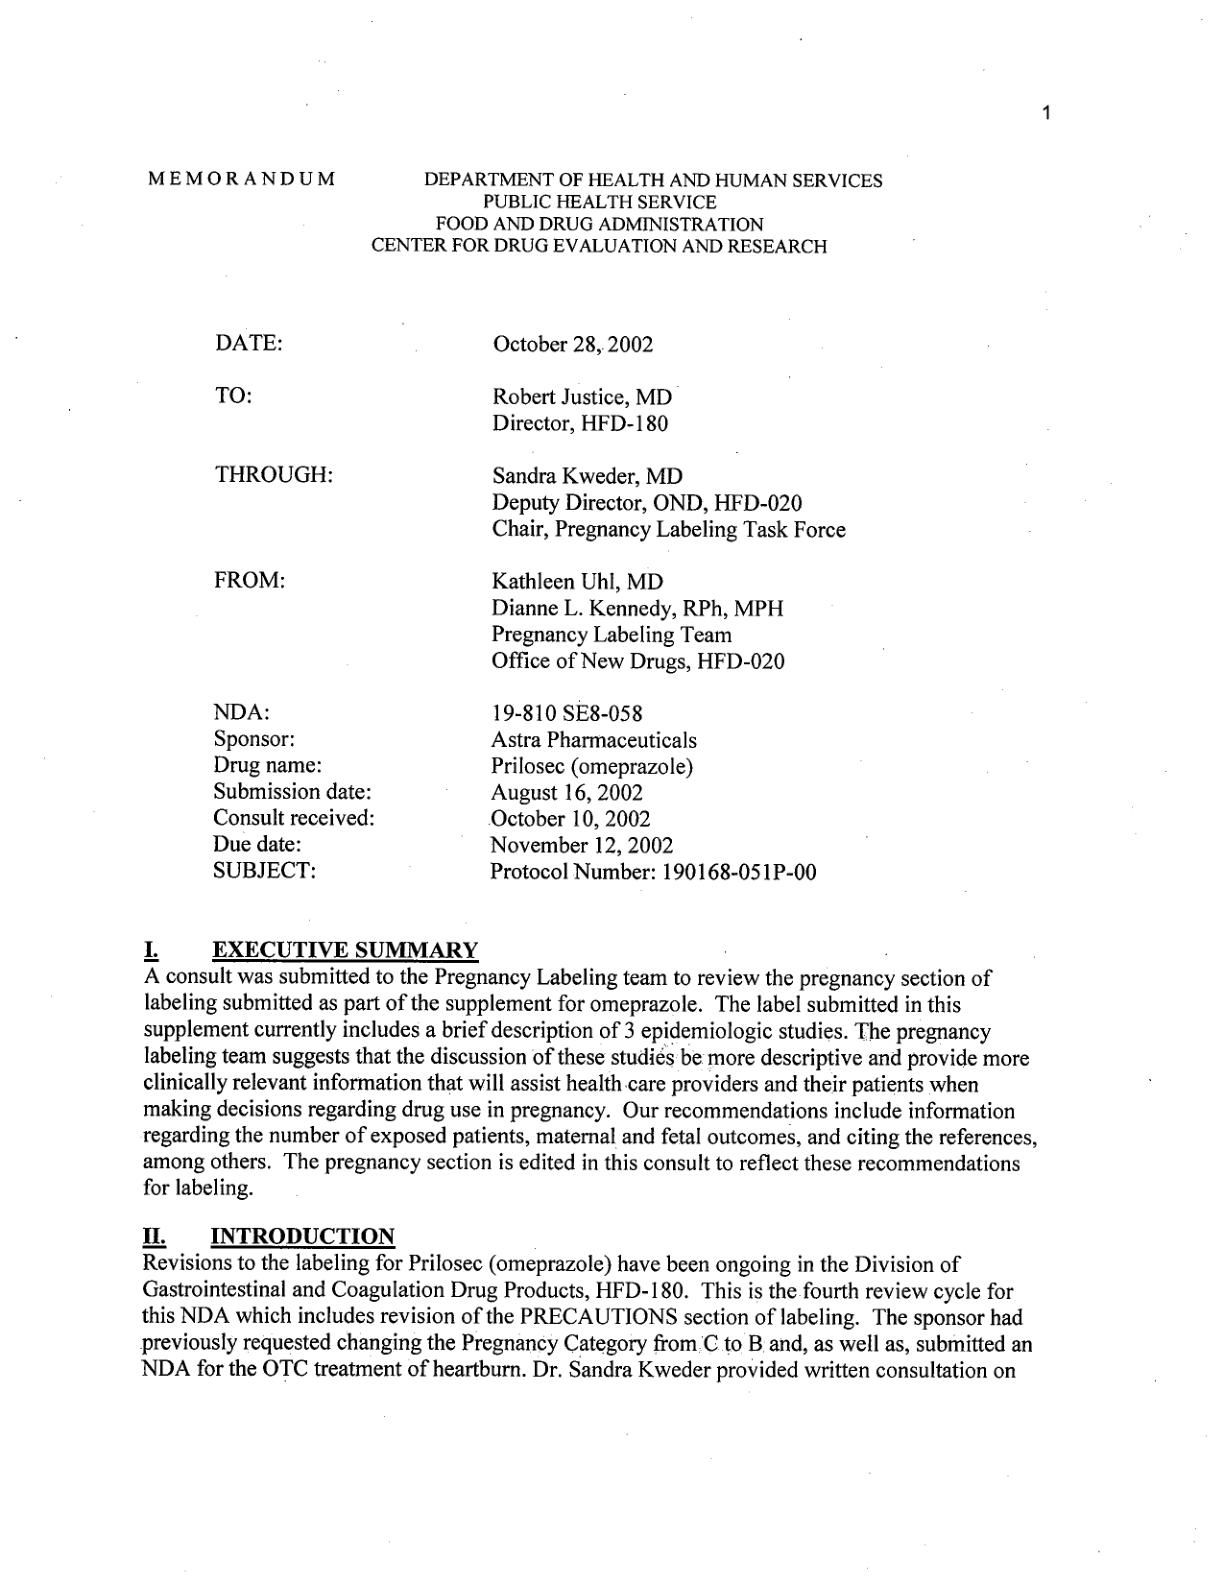 1
MEMORANDUM DEPARTMENT OF HEALTH AND HUMAN SERVICES
PUBLIC HEALTH SERVICE
FOOD AND DRUG ADMINISTRATION
CENTER FOR DRUG EVALUATION AND RESEARCH
DATE: October 28, 2002
TO: Robert Justice, MD
Director, HFD-180
THROUGH: Sandra Kweder, MD
Deputy Director, OND, HFD-020
Chair, Pregnancy Labeling Task Force
FROM: Kathleen Uhl, MD
Dianne L. Kennedy, RPh, MPH
Pregnancy Labeling Team
Office of New Drugs, HFD-020
NDA: 19-810 SE8-058
Sponsor: Astra Pharmaceuticals
Drug name: Prilosec (omeprazole)
Submission date: August 16, 2002
Consult received: October 10, 2002
Due date: November 12, 2002
SUBJECT: Protocol Number: 190168-051P-00
I. EXECUTIVE SUMMARY
A consult was submitted to the Pregnancy Labeling team to review the pregnancy section of
labeling submitted as part of the supplement for omeprazole. The label submitted in this
supplement currently includes a brief description of 3 epidemiologic studies. The pregnancy
labeling team suggests that the discussion of these studies be more descriptive and provide more
clinically relevant information that will assist health care providers and their patients when
making decisions regarding drug use in pregnancy. Our recommendations include information
regarding the number of exposed patients, maternal and fetal outcomes, and citing the references,
among others. The pregnancy section is edited in this consult to reflect these recommendations
for labeling.
II. INTRODUCTION
Revisions to the labeling for Prilosec (omeprazole) have been ongoing in the Division of
Gastrointestinal and Coagulation Drug Products, HFD-180. This is the fourth review cycle for
this NDA which includes revision of the PRECAUTIONS section of labeling. The sponsor had
previously requested changing the Pregnancy Category from C to B and, as well as, submitted an
NDA for the OTC treatment of heartburn. Dr. Sandra Kweder provided written consultation on